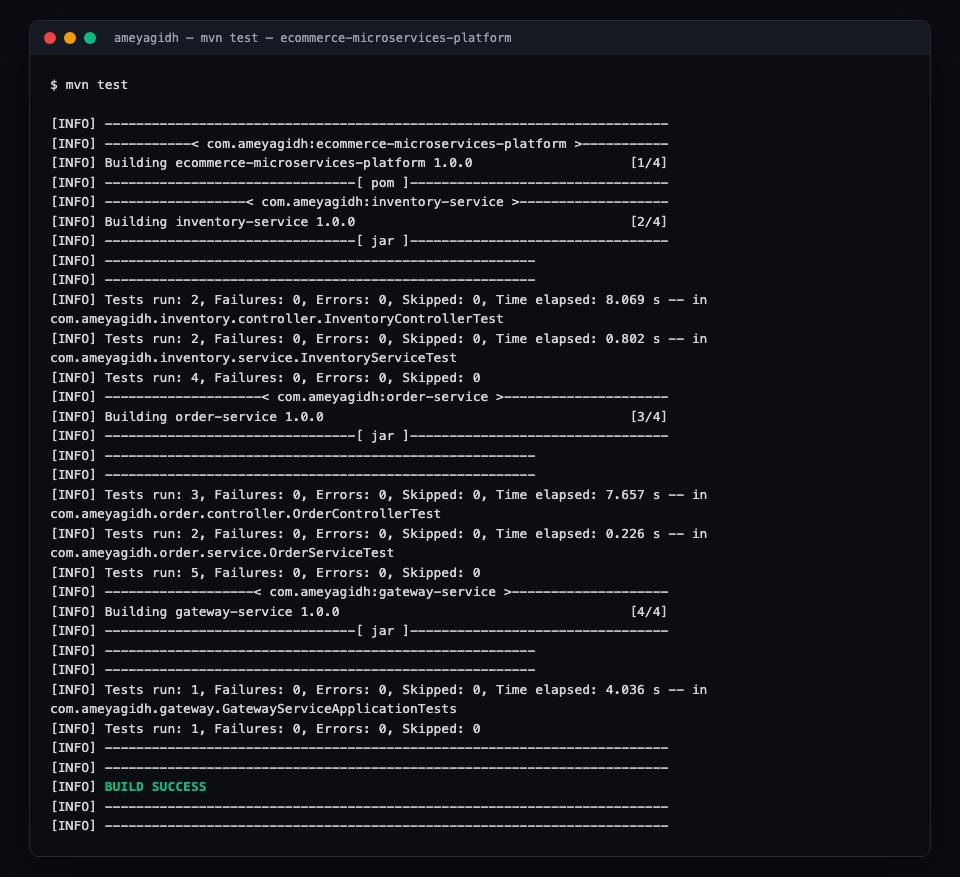 ameyagidh — mvn test — ecommerce-microservices-platform
$ mvn test
[INFO] ------------------------------------------------------------------------
[INFO] -----------< com.ameyagidh:ecommerce-microservices-platform >-----------
[INFO] Building ecommerce-microservices-platform 1.0.0                    [1/4]
[INFO] --------------------------------[ pom ]---------------------------------
[INFO] ------------------< com.ameyagidh:inventory-service >-------------------
[INFO] Building inventory-service 1.0.0                                   [2/4]
[INFO] --------------------------------[ jar ]---------------------------------
[INFO] -------------------------------------------------------
[INFO] -------------------------------------------------------
[INFO] Tests run: 2, Failures: 0, Errors: 0, Skipped: 0, Time elapsed: 8.069 s -- in
com.ameyagidh.inventory.controller.InventoryControllerTest
[INFO] Tests run: 2, Failures: 0, Errors: 0, Skipped: 0, Time elapsed: 0.802 s -- in
com.ameyagidh.inventory.service.InventoryServiceTest
[INFO] Tests run: 4, Failures: 0, Errors: 0, Skipped: 0
[INFO] --------------------< com.ameyagidh:order-service >---------------------
[INFO] Building order-service 1.0.0                                       [3/4]
[INFO] --------------------------------[ jar ]---------------------------------
[INFO] -------------------------------------------------------
[INFO] -------------------------------------------------------
[INFO] Tests run: 3, Failures: 0, Errors: 0, Skipped: 0, Time elapsed: 7.657 s -- in
com.ameyagidh.order.controller.OrderControllerTest
[INFO] Tests run: 2, Failures: 0, Errors: 0, Skipped: 0, Time elapsed: 0.226 s -- in
com.ameyagidh.order.service.OrderServiceTest
[INFO] Tests run: 5, Failures: 0, Errors: 0, Skipped: 0
[INFO] -------------------< com.ameyagidh:gateway-service >--------------------
[INFO] Building gateway-service 1.0.0                                     [4/4]
[INFO] --------------------------------[ jar ]---------------------------------
[INFO] -------------------------------------------------------
[INFO] -------------------------------------------------------
[INFO] Tests run: 1, Failures: 0, Errors: 0, Skipped: 0, Time elapsed: 4.036 s -- in
com.ameyagidh.gateway.GatewayServiceApplicationTests
[INFO] Tests run: 1, Failures: 0, Errors: 0, Skipped: 0
[INFO] ------------------------------------------------------------------------
[INFO] ------------------------------------------------------------------------
[INFO] BUILD SUCCESS
[INFO] ------------------------------------------------------------------------
[INFO] ------------------------------------------------------------------------